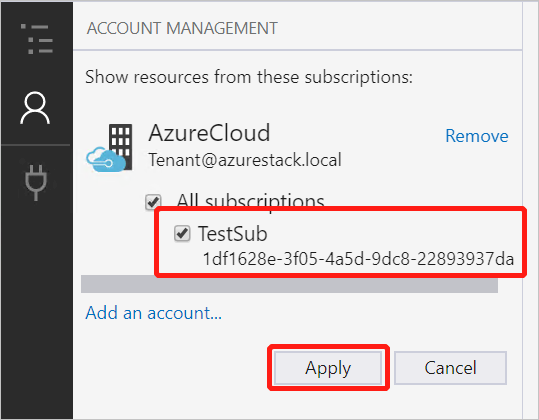 ACCOUNT MANAGEMENT
Show resources from these subscriptions:
AzureCloud
Remove
Tenant@azurestack.local
All subscriptions
TestSub
1df1628e-3f05-4a5d-9dc8-22893937da
Add an account...
Apply
Cancel